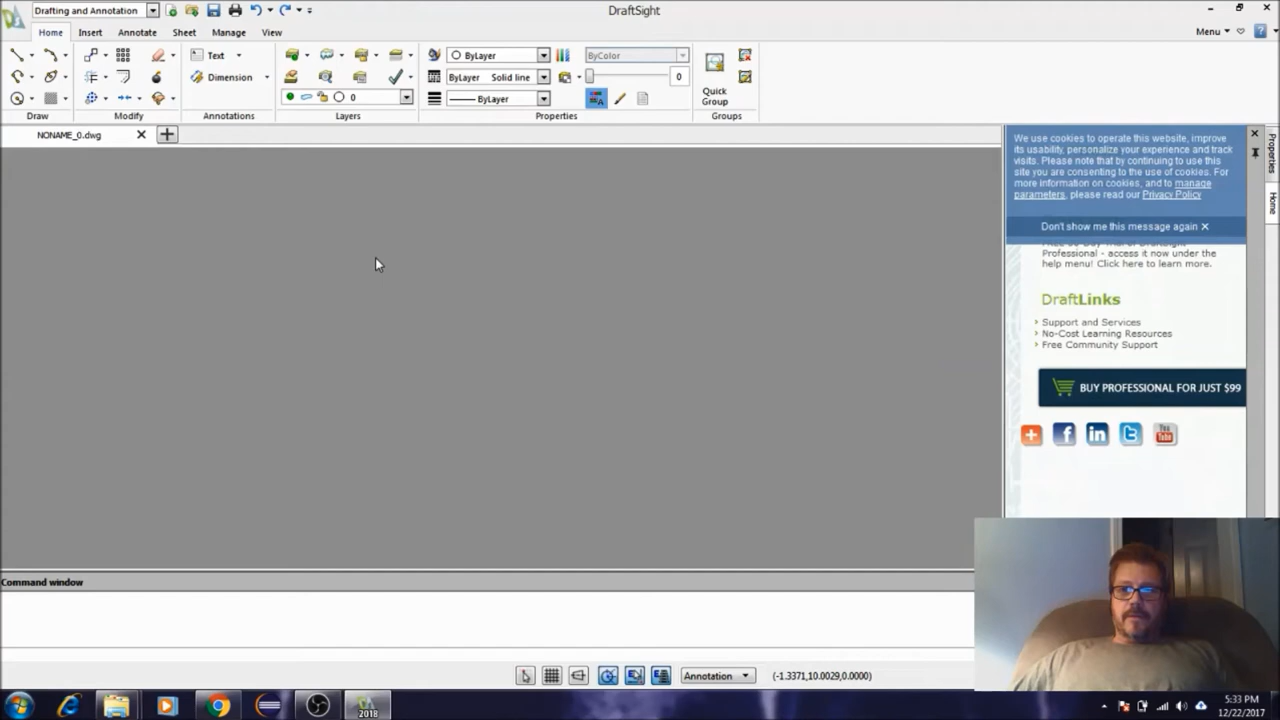 Drafting and Annotation
DraftSight
Home Insert Annotate Sheet Manage View
Menu
Text
Dimension
ByLayer
ByLayer Solid line
ByLayer
ByColor
0
0
Quick
Group
Draw Modify Annotations Layers Properties Groups
NONAME_0.dwg
We use cookies to operate this website, improve
its usability, personalize your experience and track
visits. Please note that by continuing to use this
site you are consenting to the use of cookies. For
more information on cookies, and to manage
parameters, please read our Privacy Policy
Don't show me this message again ×
Professional - access it now under the
help menu! Click here to learn more.
DraftLinks
Support and Services
No-Cost Learning Resources
Free Community Support
BUY PROFESSIONAL FOR JUST $99
You
Tube
Properties
Home
Command window
Annotation
(-1.3371,10.0029,0.0000)
2018
5:33 PM
12/22/2017